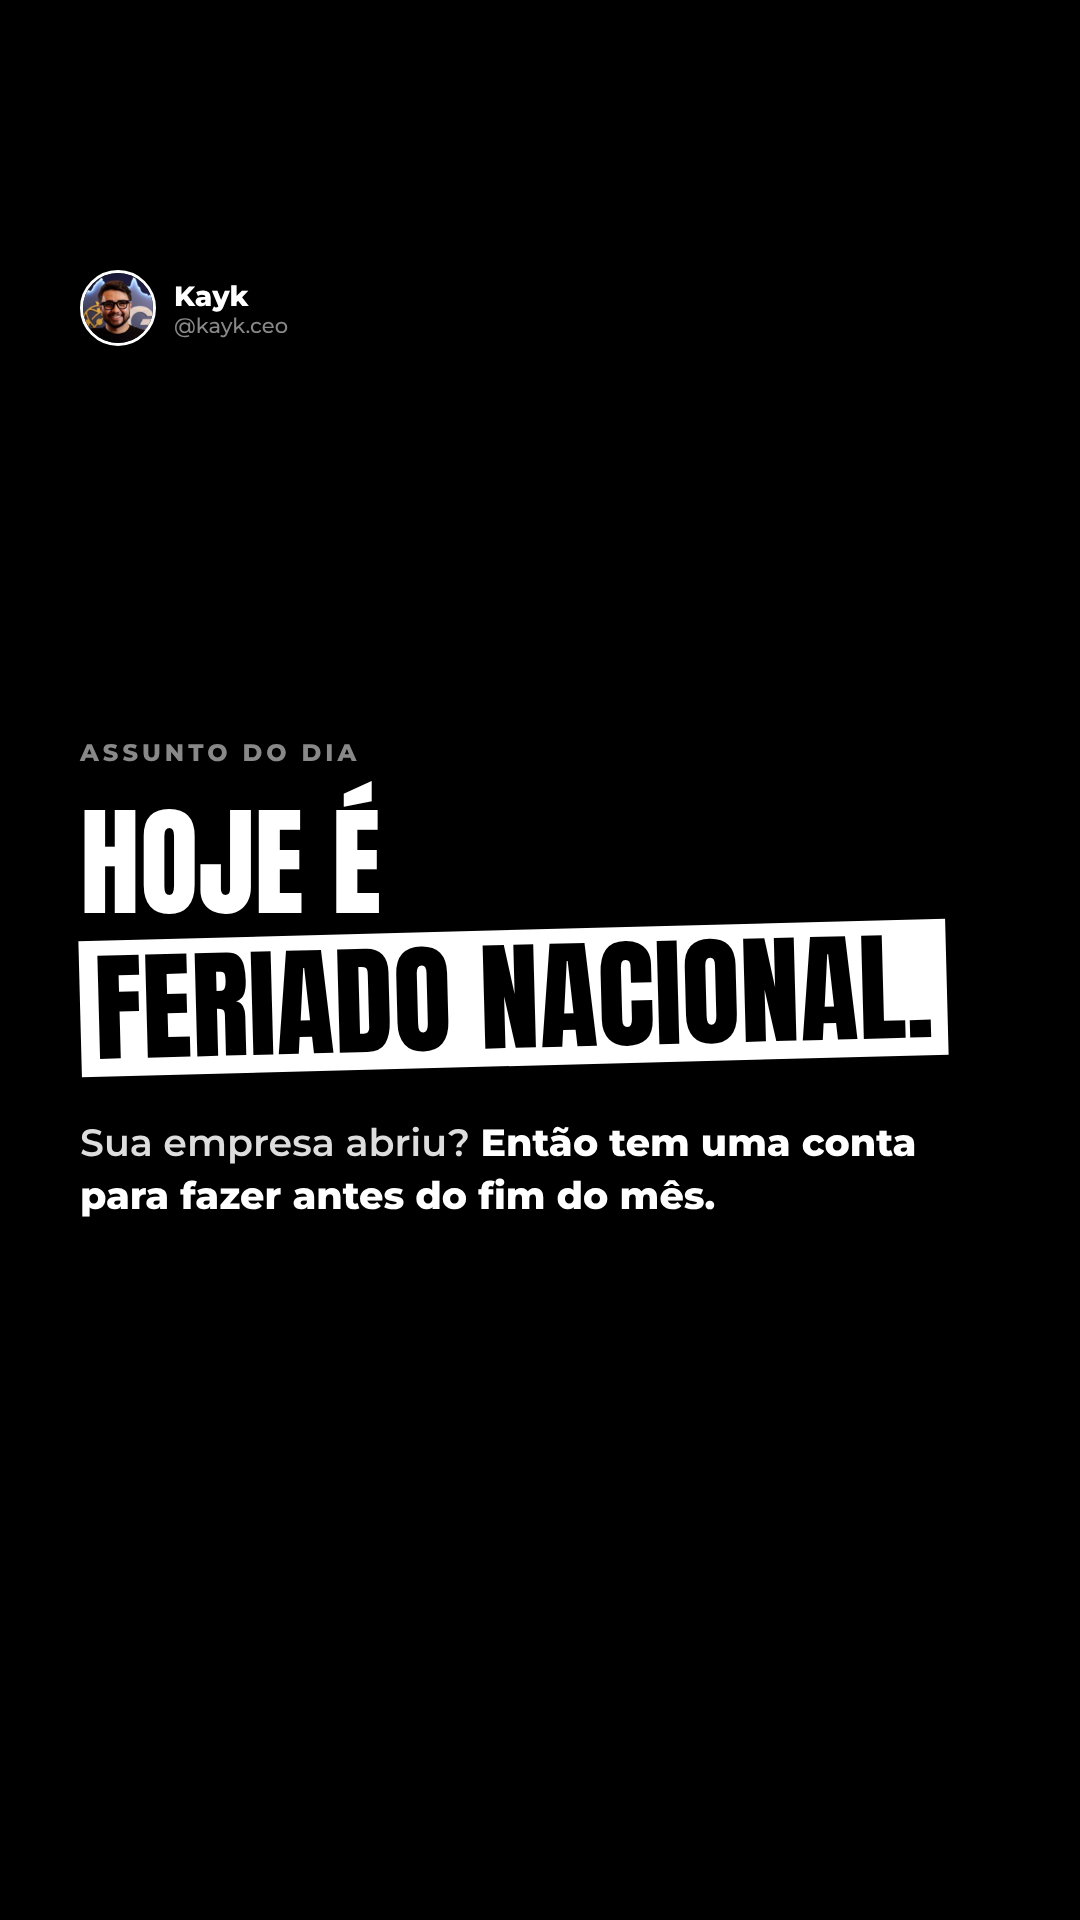 Kayk
@kayk.ceo
ASSUNTO DO DIA
HOJE É
FERIADO NACIONAL.
Sua empresa abriu? Então tem uma conta
para fazer antes do fim do mês.